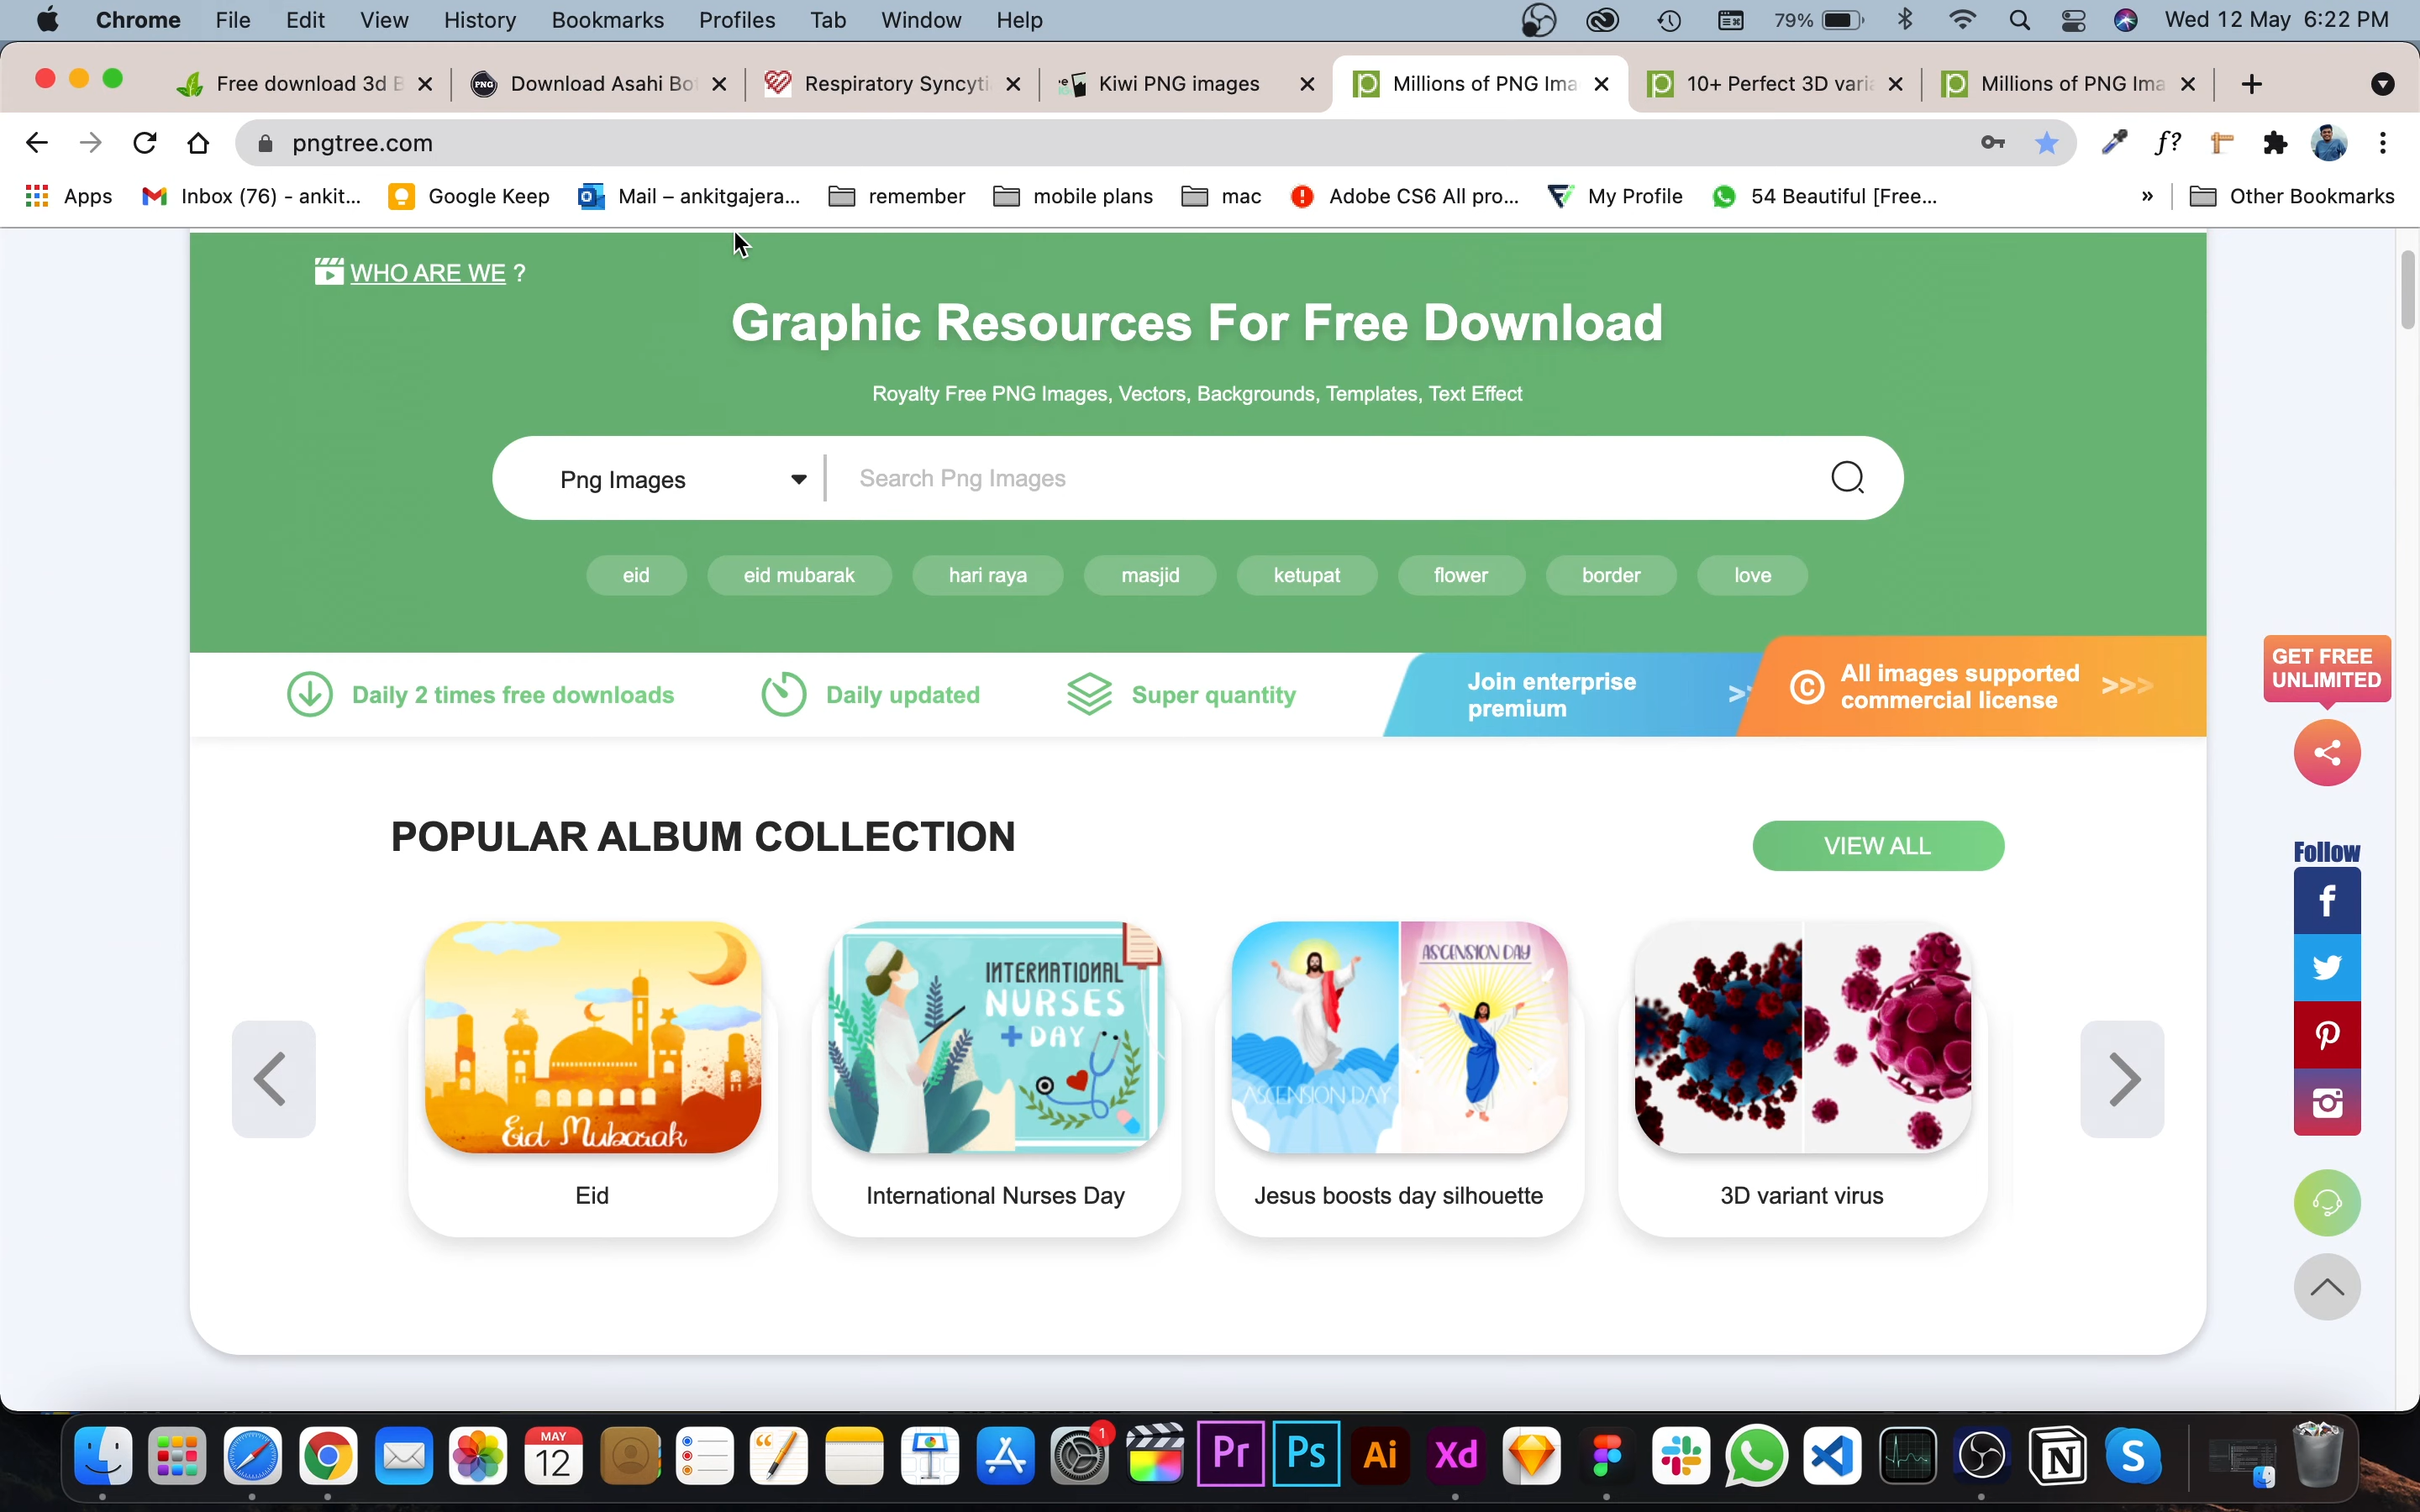 Chrome File Edit View History Bookmarks Profiles Tab Window Help 79% Wed 12 May 6:22 PM
Free download 3d B Download Asahi Bo Respiratory Syncyti Kiwi PNG images Millions of PNG Ima 10+ Perfect 3D varia Millions of PNG Ima
pngtree.com f?
Apps Inbox (76) - ankit... Google Keep Mail – ankitgajera... remember mobile plans mac Adobe CS6 All pro... My Profile 54 Beautiful [Free... » Other Bookmarks
WHO ARE WE ?
Graphic Resources For Free Download
Royalty Free PNG Images, Vectors, Backgrounds, Templates, Text Effect
Png Images Search Png Images
eid eid mubarak hari raya masjid ketupat flower border love
Daily 2 times free downloads Daily updated Super quantity
Join enterprise
premium
All images supported
commercial license
GET FREE
UNLIMITED
POPULAR ALBUM COLLECTION
VIEW ALL
Follow
Eid Mubarak
INTERNATIONAL
NURSES
DAY
ASCENSION DAY
ASCENSION DAY
Eid
International Nurses Day
Jesus boosts day silhouette
3D variant virus
MAY
12
1
Pr Ps Ai Xd